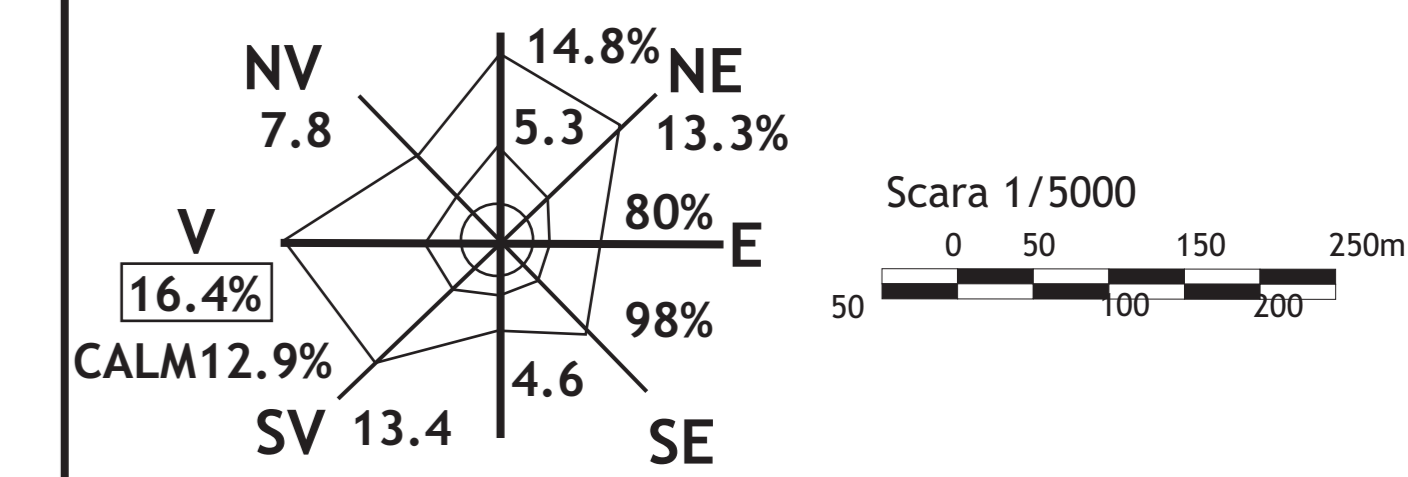 14.8%
NV
NE
7.8
5.3
13.3%
80%
V
E
16.4%
98%
CALM12.9%
4.6
SV
13.4
SE
Scara 1/5000
0 50 150 250m
50 100 200